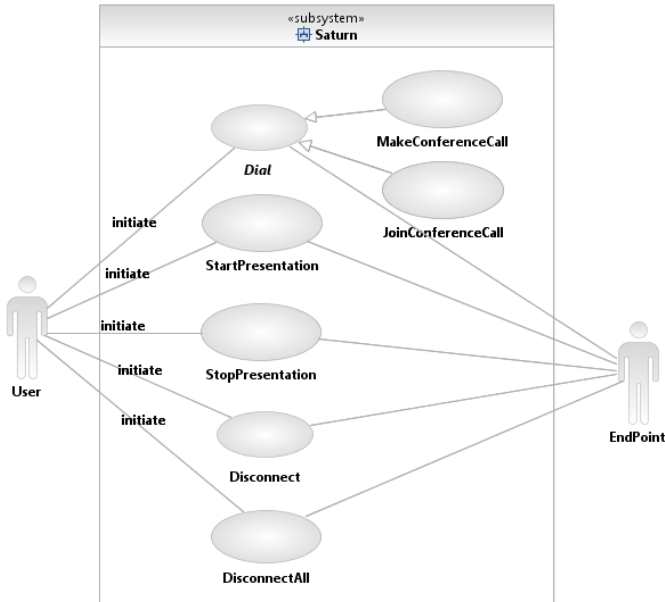 «subsystem»
Saturn
MakeConferenceCall
Dial
JoinConferenceCall
initiate
StartPresentation
initiate
initiate
StopPresentation
User
initiate
EndPoint
initiate
Disconnect
DisconnectAll